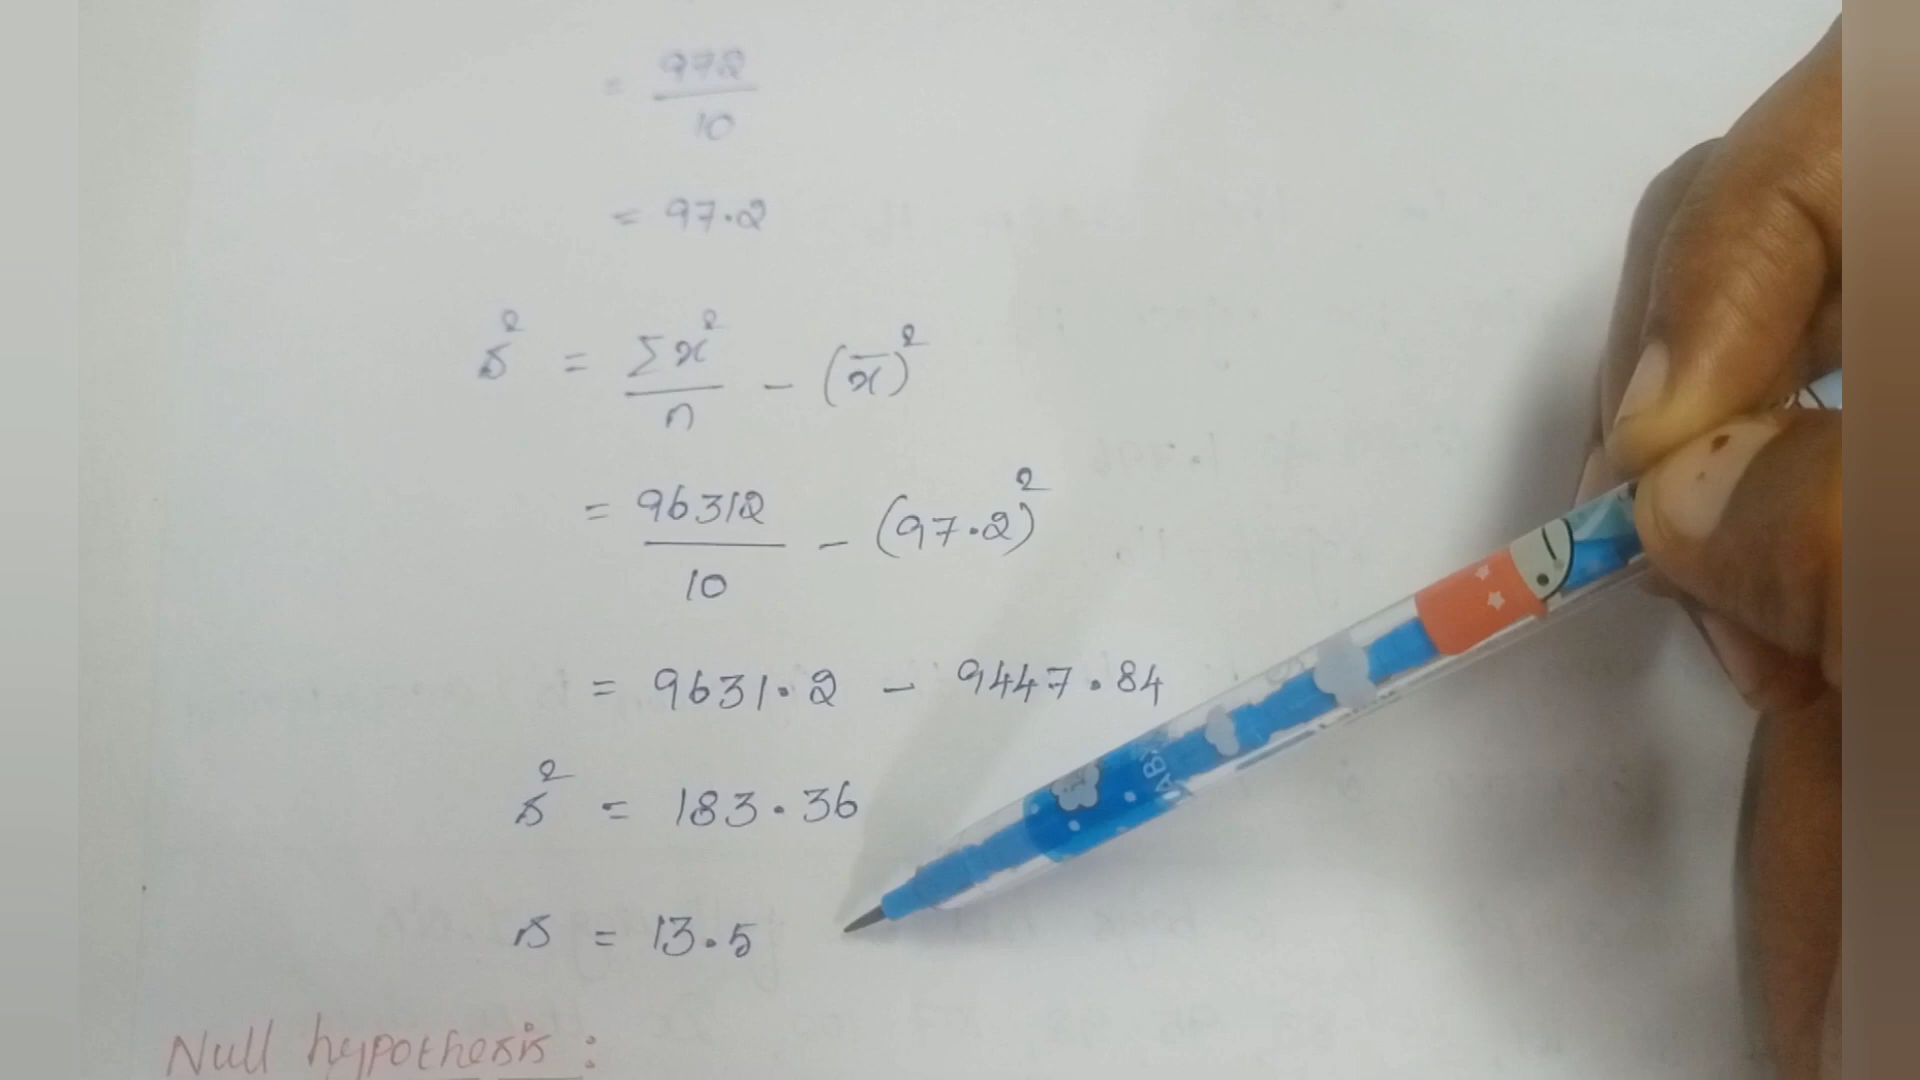 = 972/10
= 97.2
s² = Σx²/n − (x̄)²
= 96312/10 − (97.2)²
= 9631.2 − 9447.84
s² = 183.36
s = 13.5
Null hypothesis :